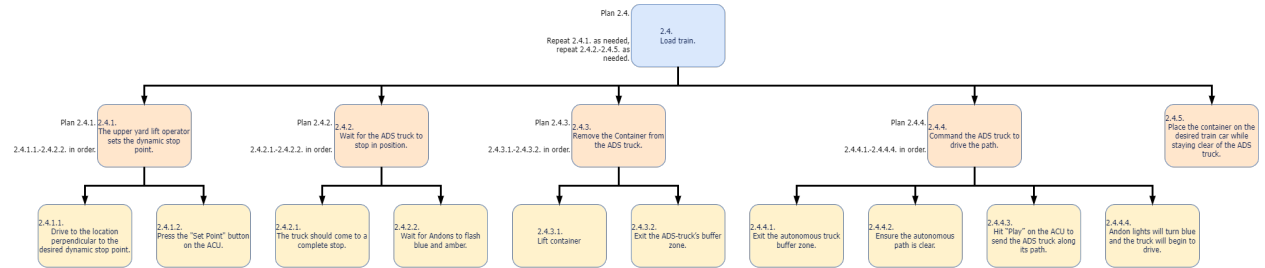 Plan 2.4.
Repeat 2.4.1. as needed,
repeat 2.4.2.-2.4.5. as
needed.
2.4.
Load train.
Plan 2.4.1.
2.4.1.1.-2.4.2.2. in order.
2.4.1.
The upper yard lift operator
sets the dynamic stop
point.
Plan 2.4.2.
2.4.2.1.-2.4.2.2. in order.
2.4.2.
Wait for the ADS truck to
stop in position.
Plan 2.4.3.
2.4.3.1.-2.4.3.2. in order.
2.4.3.
Remove the Container from
the ADS truck.
Plan 2.4.4.
2.4.4.1.-2.4.4.4. in order.
2.4.4.
Command the ADS truck to
drive the path.
2.4.5.
Place the container on the
desired train car while
staying clear of the ADS
truck.
2.4.1.1.
Drive to the location
perpendicular to the
desired dynamic stop point.
2.4.1.2.
Press the "Set Point" button
on the ACU.
2.4.2.1.
The truck should come to a
complete stop.
2.4.2.2.
Wait for Andons to flash
blue and amber.
2.4.3.1.
Lift container
2.4.3.2.
Exit the ADS-truck's buffer
zone.
2.4.4.1.
Exit the autonomous truck
buffer zone.
2.4.4.2.
Ensure the autonomous
path is clear.
2.4.4.3.
Hit "Play" on the ACU to
send the ADS truck along
its path.
2.4.4.4.
Andon lights will turn blue
and the truck will begin to
drive.